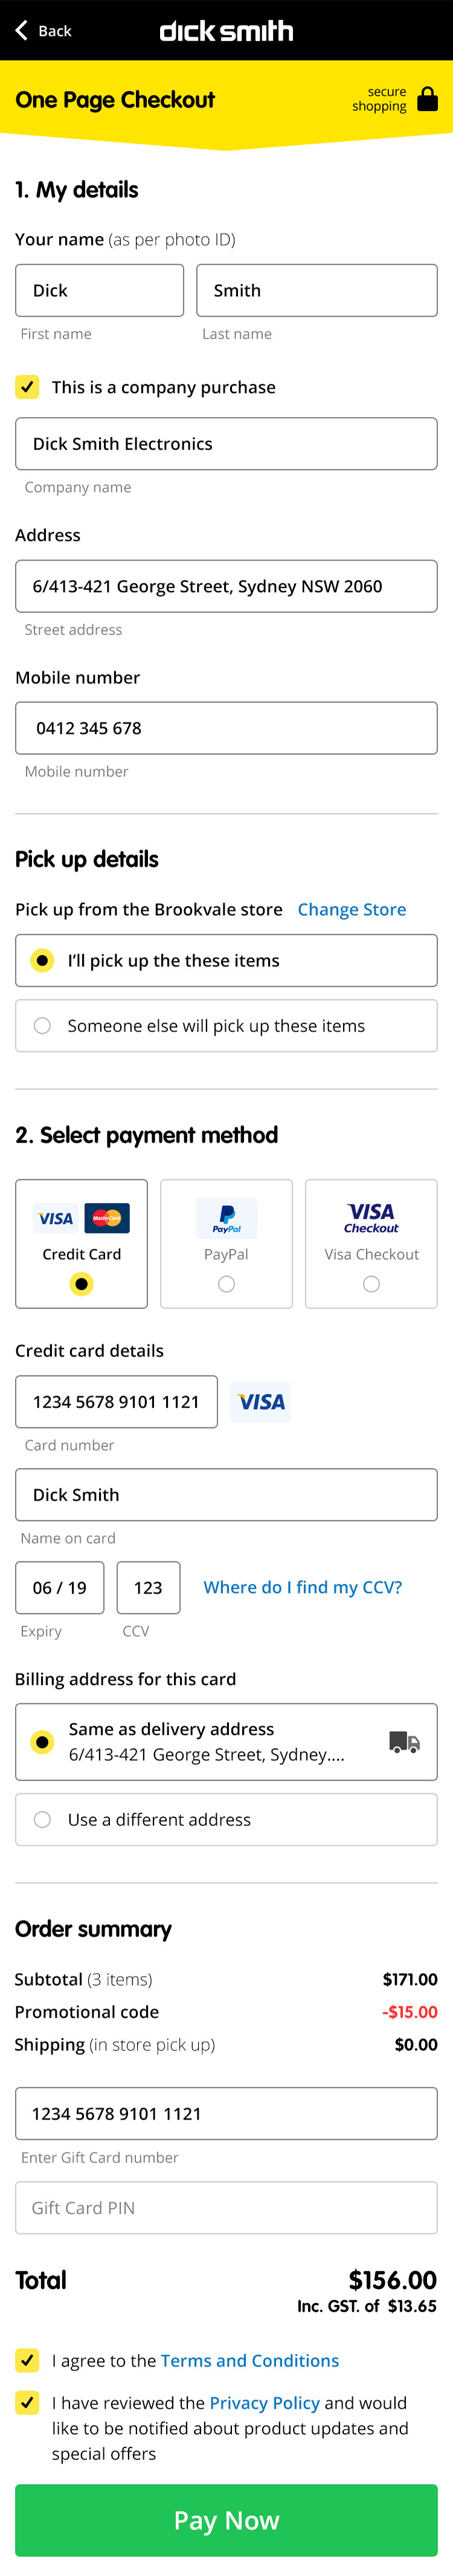 Back
dick smith
One Page Checkout
secure
shopping
1. My details
Your name (as per photo ID)
Dick
Smith
First name
Last name
This is a company purchase
Dick Smith Electronics
Company name
Address
6/413-421 George Street, Sydney NSW 2060
Street address
Mobile number
0412 345 678
Mobile number
Pick up details
Pick up from the Brookvale store Change Store
I'll pick up the these items
Someone else will pick up these items
2. Select payment method
VISA MasterCard
Credit Card
PayPal
PayPal
VISA
Checkout
Visa Checkout
Credit card details
1234 5678 9101 1121
VISA
Card number
Dick Smith
Name on card
06 / 19
123
Where do I find my CCV?
Expiry
CCV
Billing address for this card
Same as delivery address
6/413-421 George Street, Sydney....
Use a different address
Order summary
Subtotal (3 items) $171.00
Promotional code -$15.00
Shipping (in store pick up) $0.00
1234 5678 9101 1121
Enter Gift Card number
Gift Card PIN
Total $156.00
Inc. GST. of $13.65
I agree to the Terms and Conditions
I have reviewed the Privacy Policy and would
like to be notified about product updates and
special offers
Pay Now